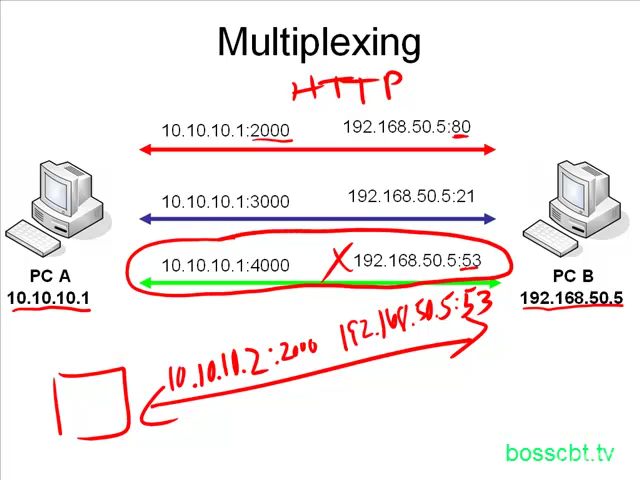 Multiplexing
HTTP
10.10.10.1:2000 192.168.50.5:80
10.10.10.1:3000 192.168.50.5:21
10.10.10.1:4000 X 192.168.50.5:53
PC A
10.10.10.1
PC B
192.168.50.5
10.10.10.2:2000 192.168.50.5:53
bosscbt.tv